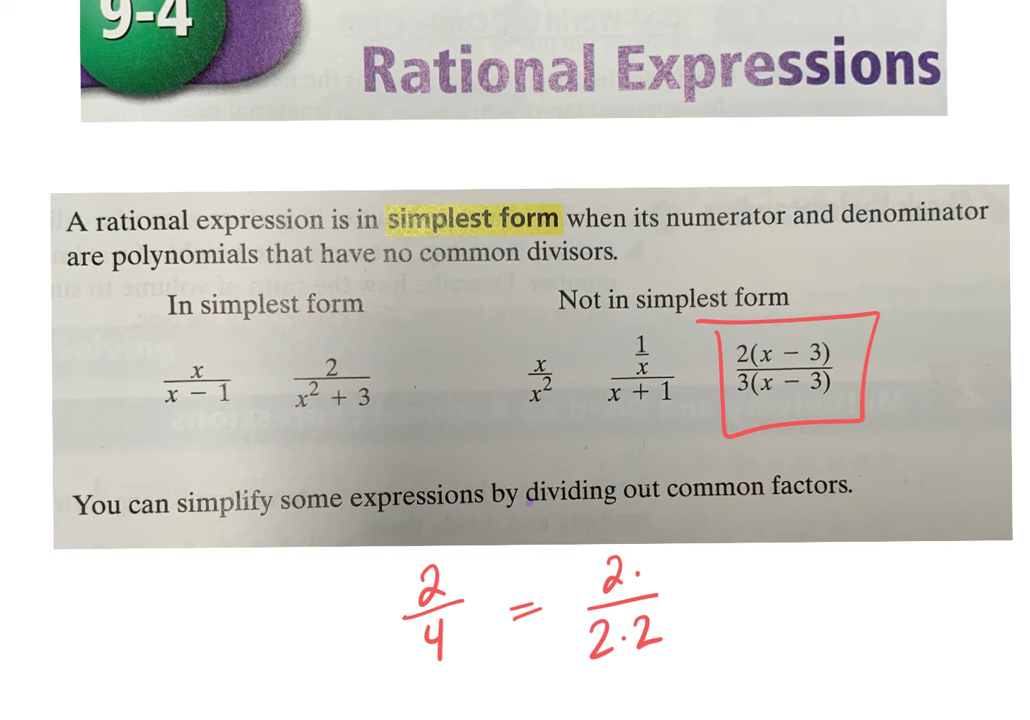 9-4
Rational Expressions
A rational expression is in simplest form when its numerator and denominator
are polynomials that have no common divisors.
In simplest form
Not in simplest form
x/(x − 1)
2/(x² + 3)
x/x²
(1/x)/(x + 1)
2(x − 3)/3(x − 3)
You can simplify some expressions by dividing out common factors.
2/4 = 2·/2·2